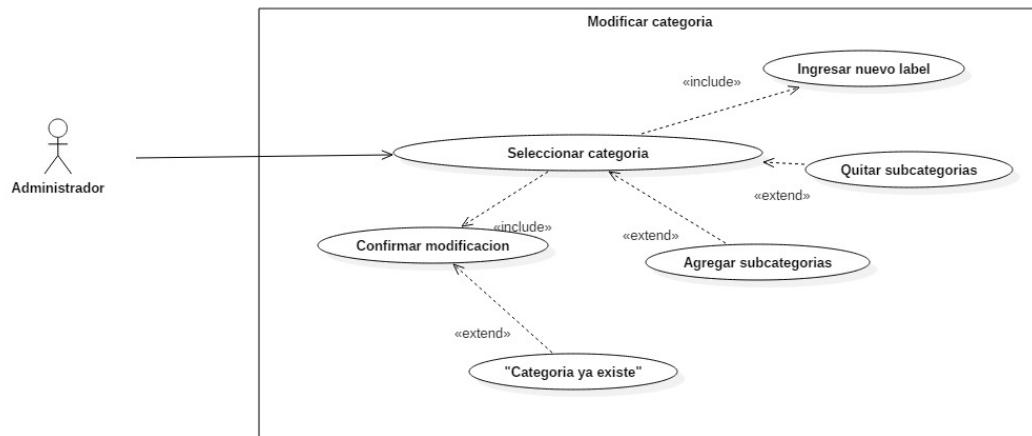 Modificar categoria
Ingresar nuevo label
«include»
Administrador
Seleccionar categoria
Quitar subcategorias
«extend»
«include»
Confirmar modificacion
«extend»
Agregar subcategorias
«extend»
"Categoria ya existe"